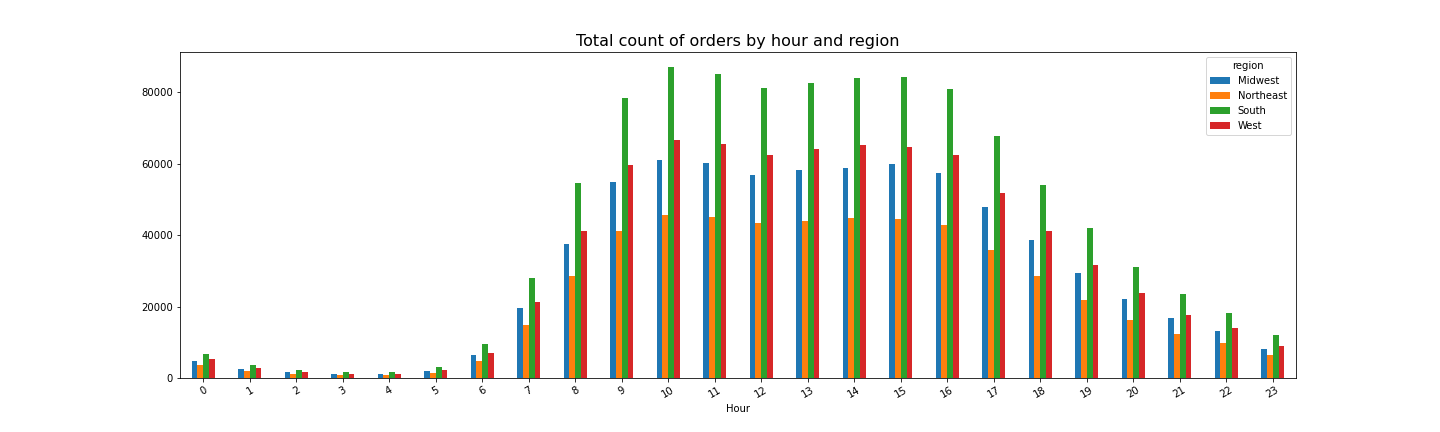 Total count of orders by hour and region
region
Midwest
Northeast
South
West
80000
60000
40000
20000
0
0 1 2 3 4 5 6 7 8 9 10 11 12 13 14 15 16 17 18 19 20 21 22 23
Hour